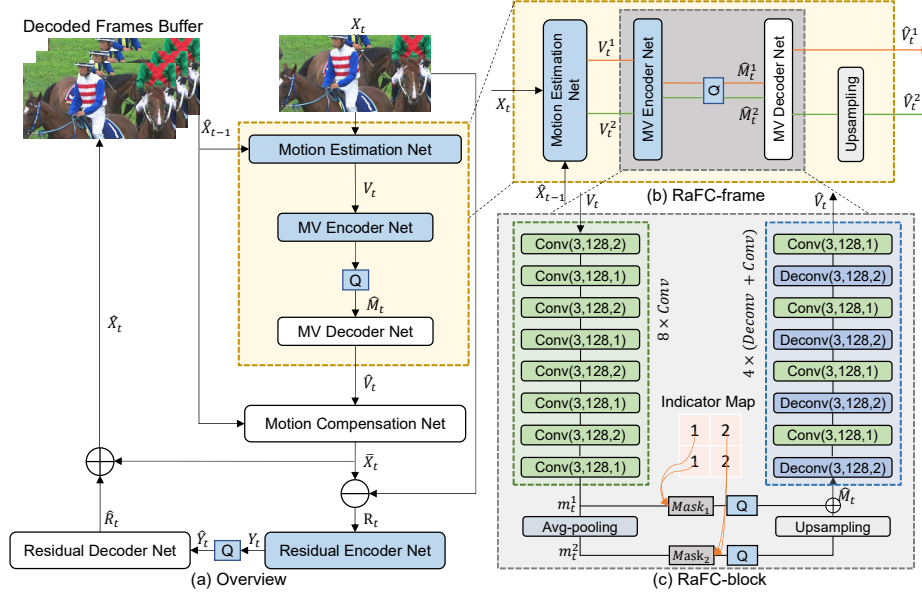 Decoded Frames Buffer
X_t
X̂_{t-1}
Motion Estimation Net
V_t
MV Encoder Net
Q
M̂_t
MV Decoder Net
V̂_t
X̂_t
Motion Compensation Net
X̄_t
R̂_t
R_t
Residual Decoder Net
Ŷ_t
Q
Y_t
Residual Encoder Net
(a) Overview
X_t
Motion Estimation Net
X̂_{t-1}
V_t^1
V_t^2
MV Encoder Net
Q
M̂_t^1
M̂_t^2
MV Decoder Net
Upsampling
V̂_t^1
V̂_t^2
(b) RaFC-frame
V_t
Conv(3,128,2)
Conv(3,128,1)
Conv(3,128,2)
Conv(3,128,1)
Conv(3,128,2)
Conv(3,128,1)
Conv(3,128,2)
Conv(3,128,1)
8 × Conv
V̂_t
4 × (Deconv + Conv)
Conv(3,128,1)
Deconv(3,128,2)
Conv(3,128,1)
Deconv(3,128,2)
Conv(3,128,1)
Deconv(3,128,2)
Conv(3,128,1)
Deconv(3,128,2)
Indicator Map
1 2
1 2
m_t^1
Mask_1
Q
M̂_t
Avg-pooling
Upsampling
m_t^2
Mask_2
Q
(c) RaFC-block